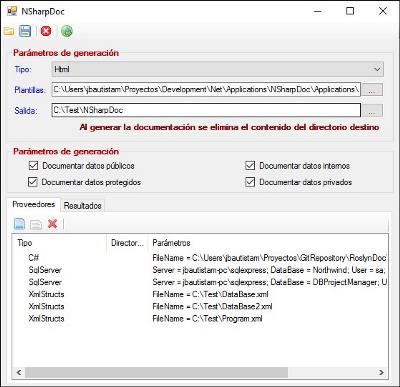 NSharpDoc
Parámetros de generación
Tipo: Html
Plantillas: C:\Users\jbautistam\Proyectos\Development\Net\Applications\NSharpDoc\Application\ ...
Salida: C:\Test\NSharpDoc ...
Al generar la documentación se elimina el contenido del directorio destino
Parámetros de generación
Documentar datos públicos Documentar datos internos
Documentar datos protegidos Documentar datos privados
Proveedores Resultados
Tipo Director... Parámetros
C# FileName = C:\Users\jbautistam\Proyectos\GitRepository\RoslynDoc
SqlServer Server = jbautistam-pc\sqlexpress; DataBase = Northwind; User = sa;
SqlServer Server = jbautistam-pc\sqlexpress; DataBase = DBProjectManager; U
XmlStructs FileName = C:\Test\DataBase.xml
XmlStructs FileName = C:\Test\DataBase2.xml
XmlStructs FileName = C:\Test\Program.xml